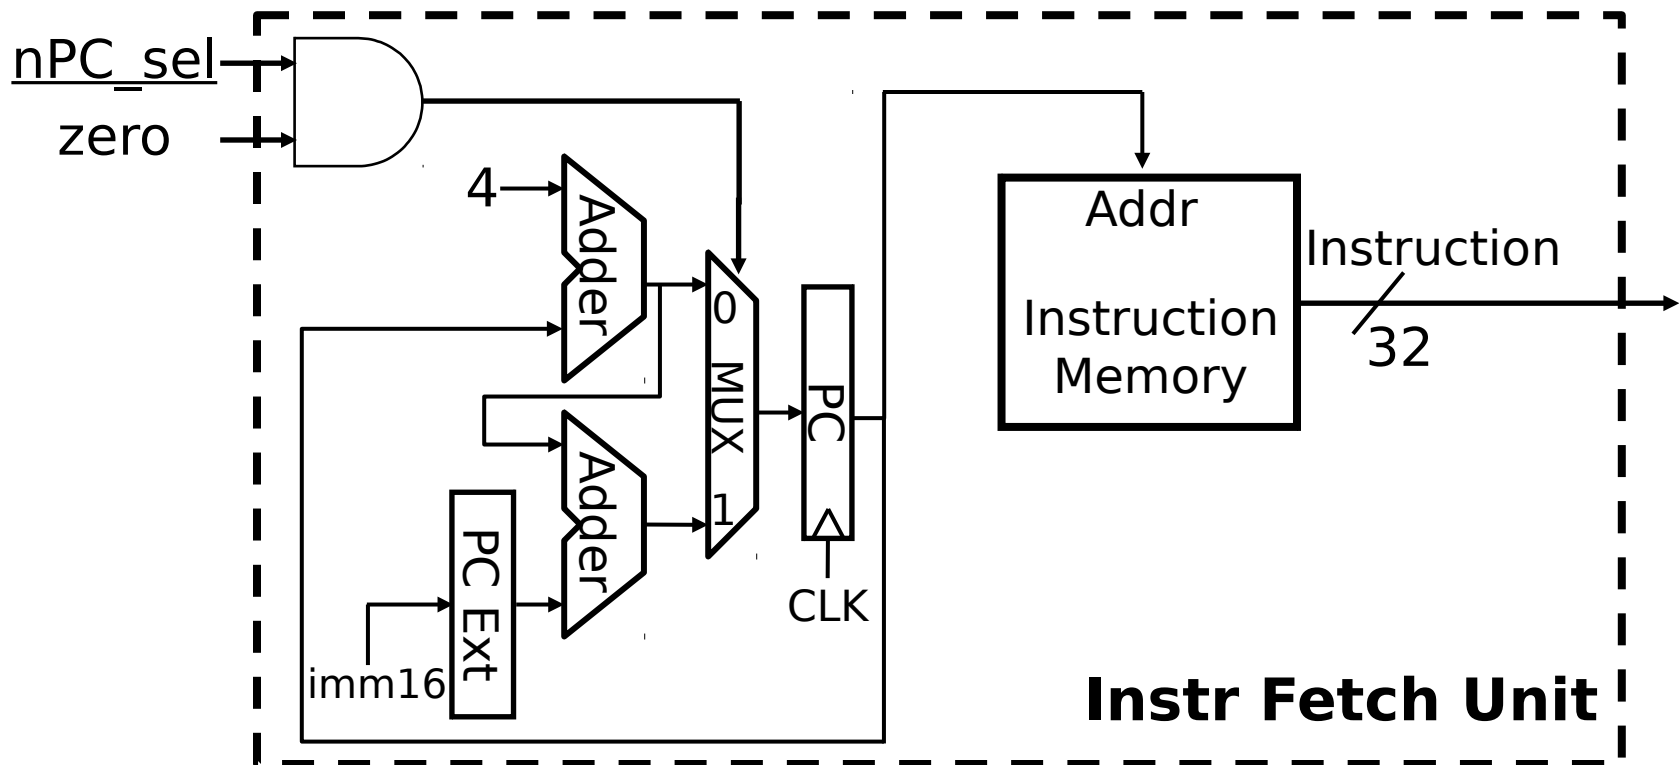 nPC_sel
zero
4
Adder
0
MUX
1
Adder
PC Ext
imm16
PC
CLK
Addr
Instruction
Memory
Instruction
32
Instr Fetch Unit